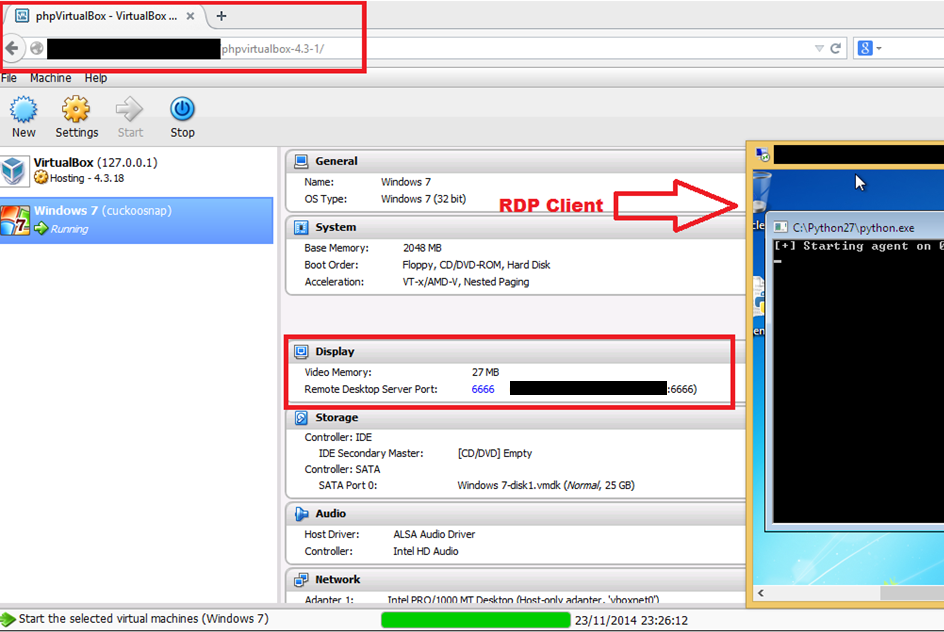 phpVirtualBox - VirtualBox ...
phpvirtualbox-4.3-1/
File Machine Help
New Settings Start Stop
VirtualBox (127.0.0.1)
Hosting - 4.3.18
Windows 7 (cuckoosnap)
Running
General
Name: Windows 7
OS Type: Windows 7 (32 bit)
RDP Client
System
Base Memory: 2048 MB
Boot Order: Floppy, CD/DVD-ROM, Hard Disk
Acceleration: VT-x/AMD-V, Nested Paging
Display
Video Memory: 27 MB
Remote Desktop Server Port: 6666 :6666)
Storage
Controller: IDE
IDE Secondary Master: [CD/DVD] Empty
Controller: SATA
SATA Port 0: Windows 7-disk1.vmdk (Normal, 25 GB)
Audio
Host Driver: ALSA Audio Driver
Controller: Intel HD Audio
Network
Adapter 1: Intel PRO/1000 MT Desktop (Host-only adapter, 'vboxnet0')
C:\Python27\python.exe
[+] Starting agent on 0
Start the selected virtual machines (Windows 7)
23/11/2014 23:26:12